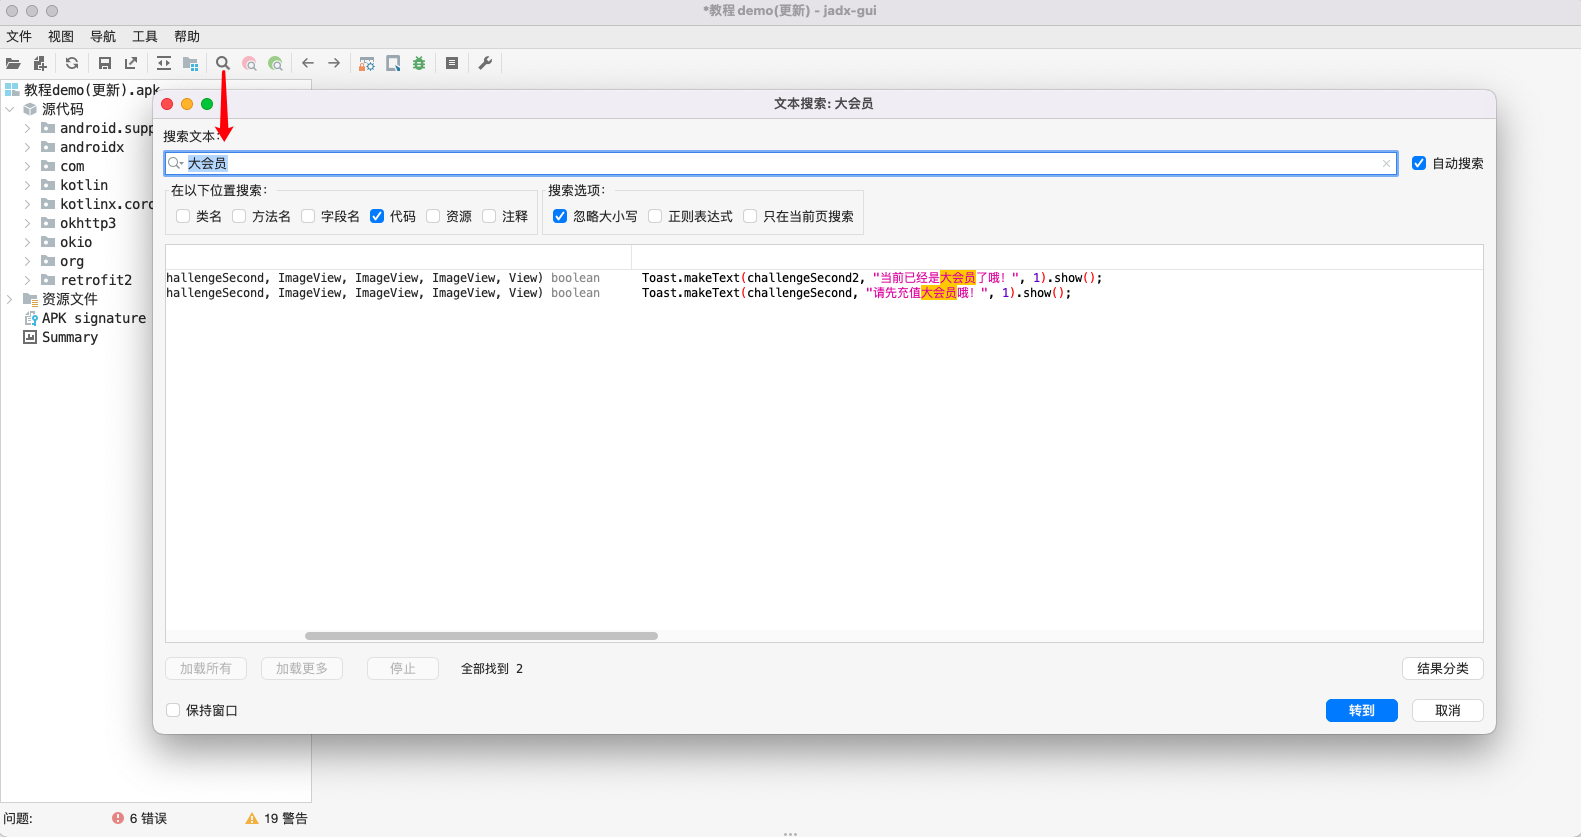 *教程demo(更新) - jadx-gui
文件 视图 导航 工具 帮助
教程demo(更新).apk
源代码
android.supp
androidx
com
kotlin
kotlinx.coro
okhttp3
okio
org
retrofit2
资源文件
APK signature
Summary
文本搜索: 大会员
搜索文本:
大会员
自动搜索
在以下位置搜索:
类名 方法名 字段名 代码 资源 注释
搜索选项:
忽略大小写 正则表达式 只在当前页搜索
hallengeSecond, ImageView, ImageView, ImageView, View) boolean Toast.makeText(challengeSecond2, "当前已经是大会员了哦！", 1).show();
hallengeSecond, ImageView, ImageView, ImageView, View) boolean Toast.makeText(challengeSecond, "请先充值大会员哦！", 1).show();
加载所有 加载更多 停止 全部找到 2 结果分类
保持窗口 转到 取消
问题: 6 错误 19 警告